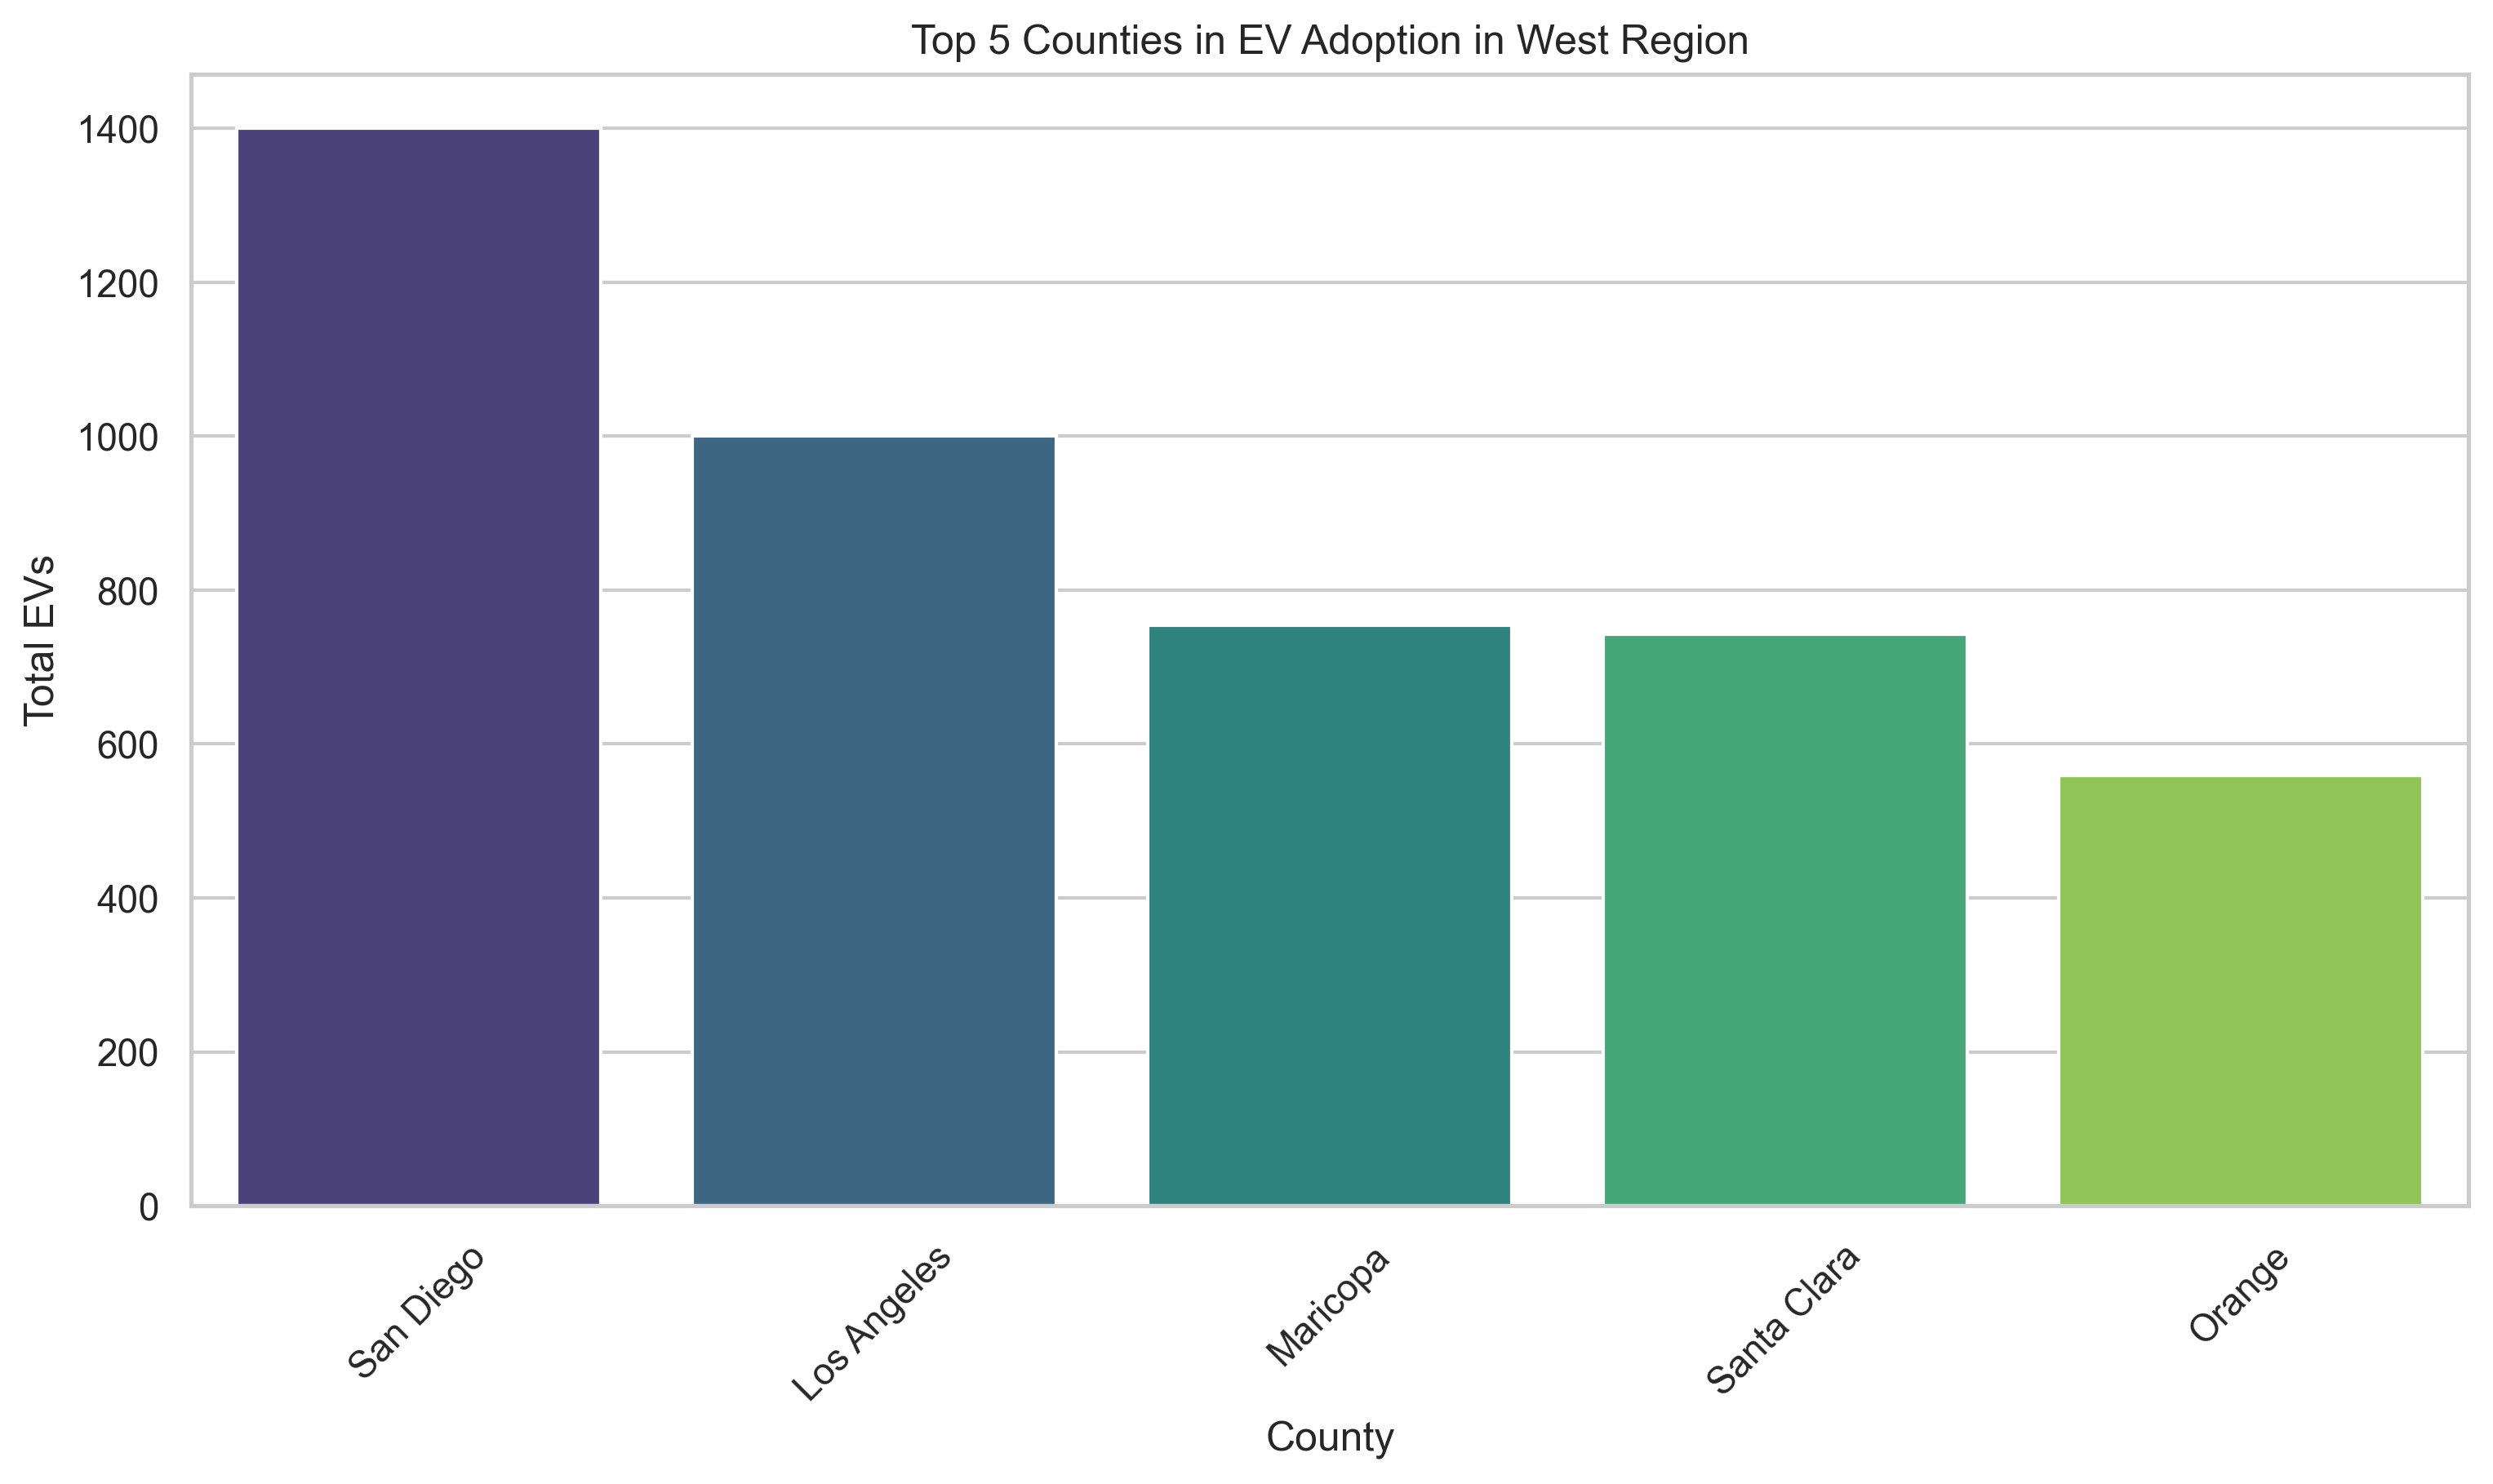 Top 5 Counties in EV Adoption in West Region
Total EVs
1400
1200
1000
800
600
400
200
0
San Diego
Los Angeles
Maricopa
Santa Clara
Orange
County